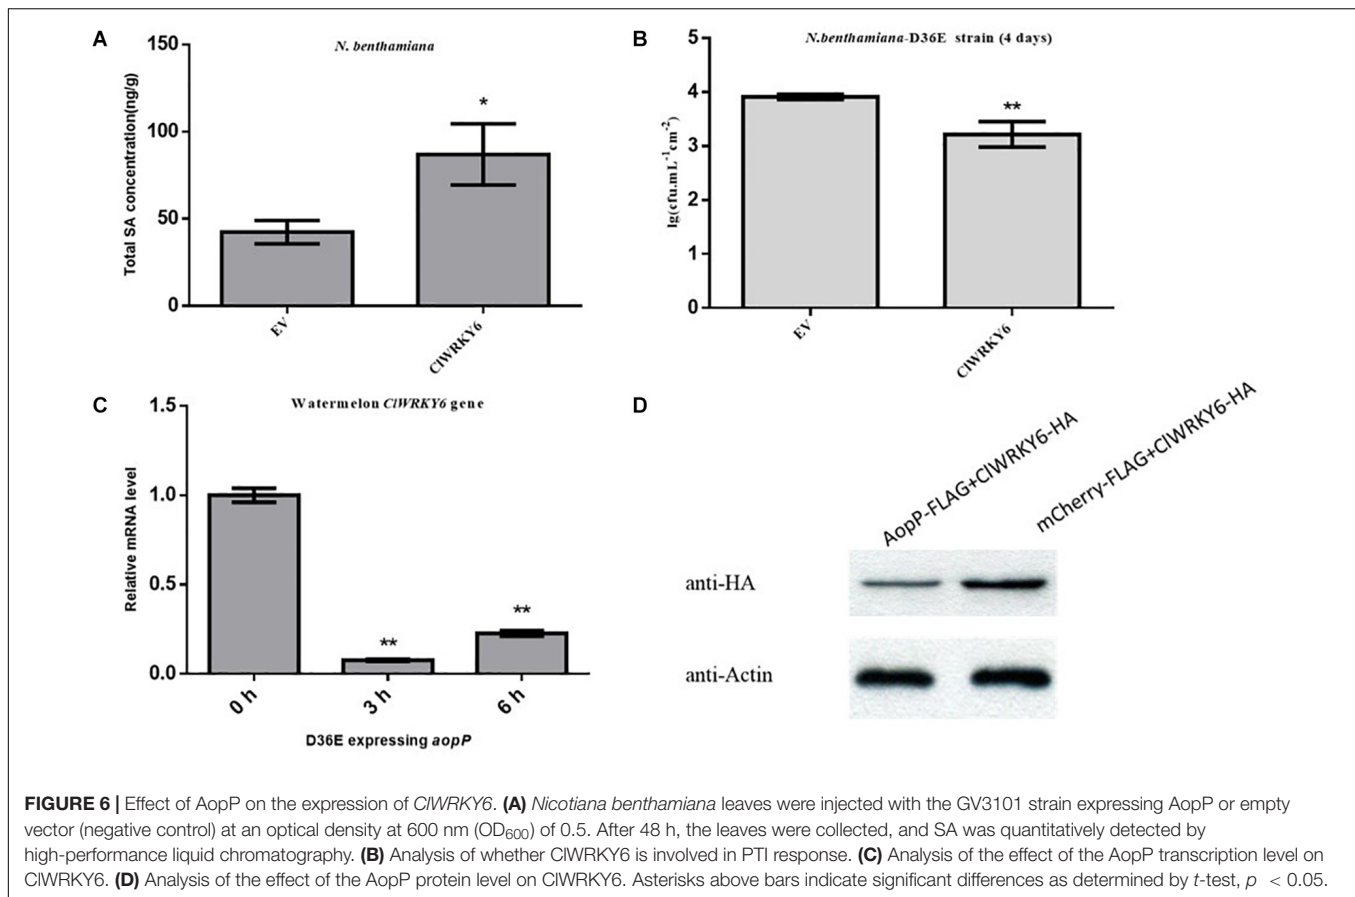 A
N. benthamiana
Total SA concentration(ng/g)
150
100
50
0
*
EV
ClWRKY6
B
N.benthamiana-D36E strain (4 days)
lg(cfu.mL-1cm-2)
5
4
3
2
1
0
**
EV
ClWRKY6
C
Watermelon ClWRKY6 gene
Relative mRNA level
1.5
1.0
0.5
0.0
**
**
0 h
3 h
6 h
D36E expressing aopP
D
AopP-FLAG+ClWRKY6-HA
mCherry-FLAG+ClWRKY6-HA
anti-HA
anti-Actin
FIGURE 6 | Effect of AopP on the expression of ClWRKY6. (A) Nicotiana benthamiana leaves were injected with the GV3101 strain expressing AopP or empty
vector (negative control) at an optical density at 600 nm (OD600) of 0.5. After 48 h, the leaves were collected, and SA was quantitatively detected by
high-performance liquid chromatography. (B) Analysis of whether ClWRKY6 is involved in PTI response. (C) Analysis of the effect of the AopP transcription level on
ClWRKY6. (D) Analysis of the effect of the AopP protein level on ClWRKY6. Asterisks above bars indicate significant differences as determined by t-test, p < 0.05.